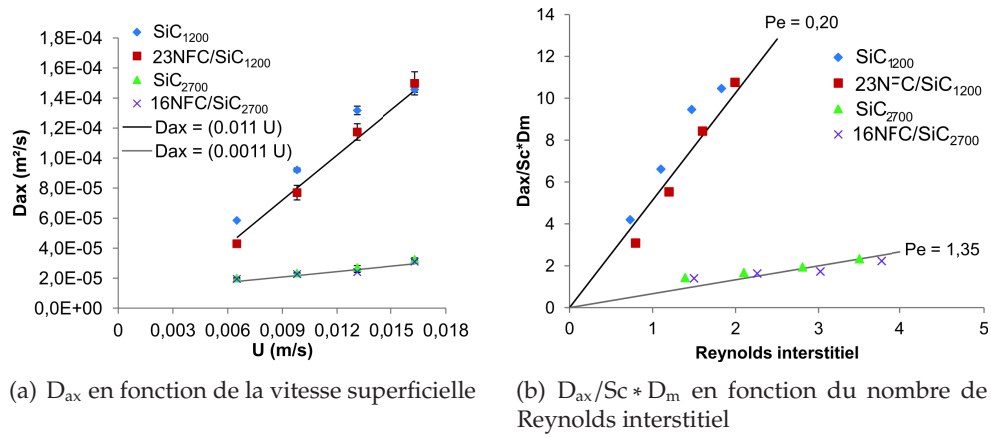 1,8E-04
1,6E-04
1,4E-04
1,2E-04
1,0E-04
8,0E-05
6,0E-05
4,0E-05
2,0E-05
0,0E+00
Dax (m²/s)
SiC1200
23NFC/SiC1200
SiC2700
16NFC/SiC2700
Dax = (0.011 U)
Dax = (0.0011 U)
0
0,003
0,006
0,009
0,012
0,015
0,018
U (m/s)
(a) Dax en fonction de la vitesse superficielle
14
12
10
8
6
4
2
0
Dax/Sc*Dm
Pe = 0,20
SiC1200
23NFC/SiC1200
SiC2700
16NFC/SiC2700
Pe = 1,35
0
1
2
3
4
5
Reynolds interstitiel
(b) Dax/Sc * Dm en fonction du nombre de
Reynolds interstitiel